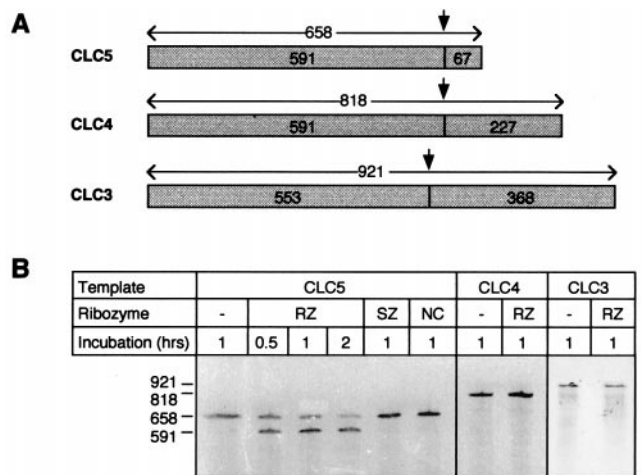 A
658
CLC5
591 67
818
CLC4
591 227
921
CLC3
553 368
B
Template CLC5 CLC4 CLC3
Ribozyme - RZ SZ NC - RZ - RZ
Incubation (hrs) 1 0.5 1 2 1 1 1 1 1 1
921
818
658
591